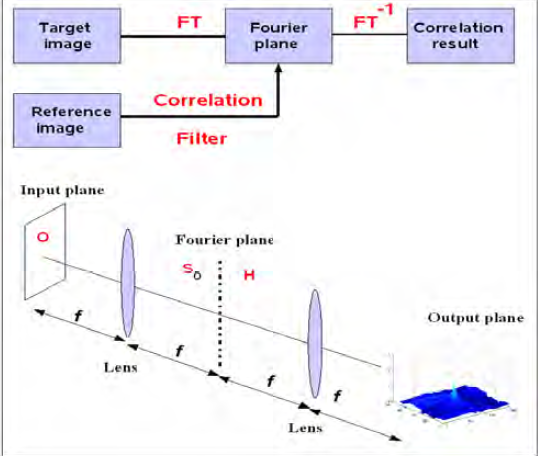 Target image
FT
Fourier plane
FT-1
Correlation result
Reference image
Correlation
Filter
Input plane
O
Fourier plane
S0
H
Output plane
f
f
f
f
Lens
Lens